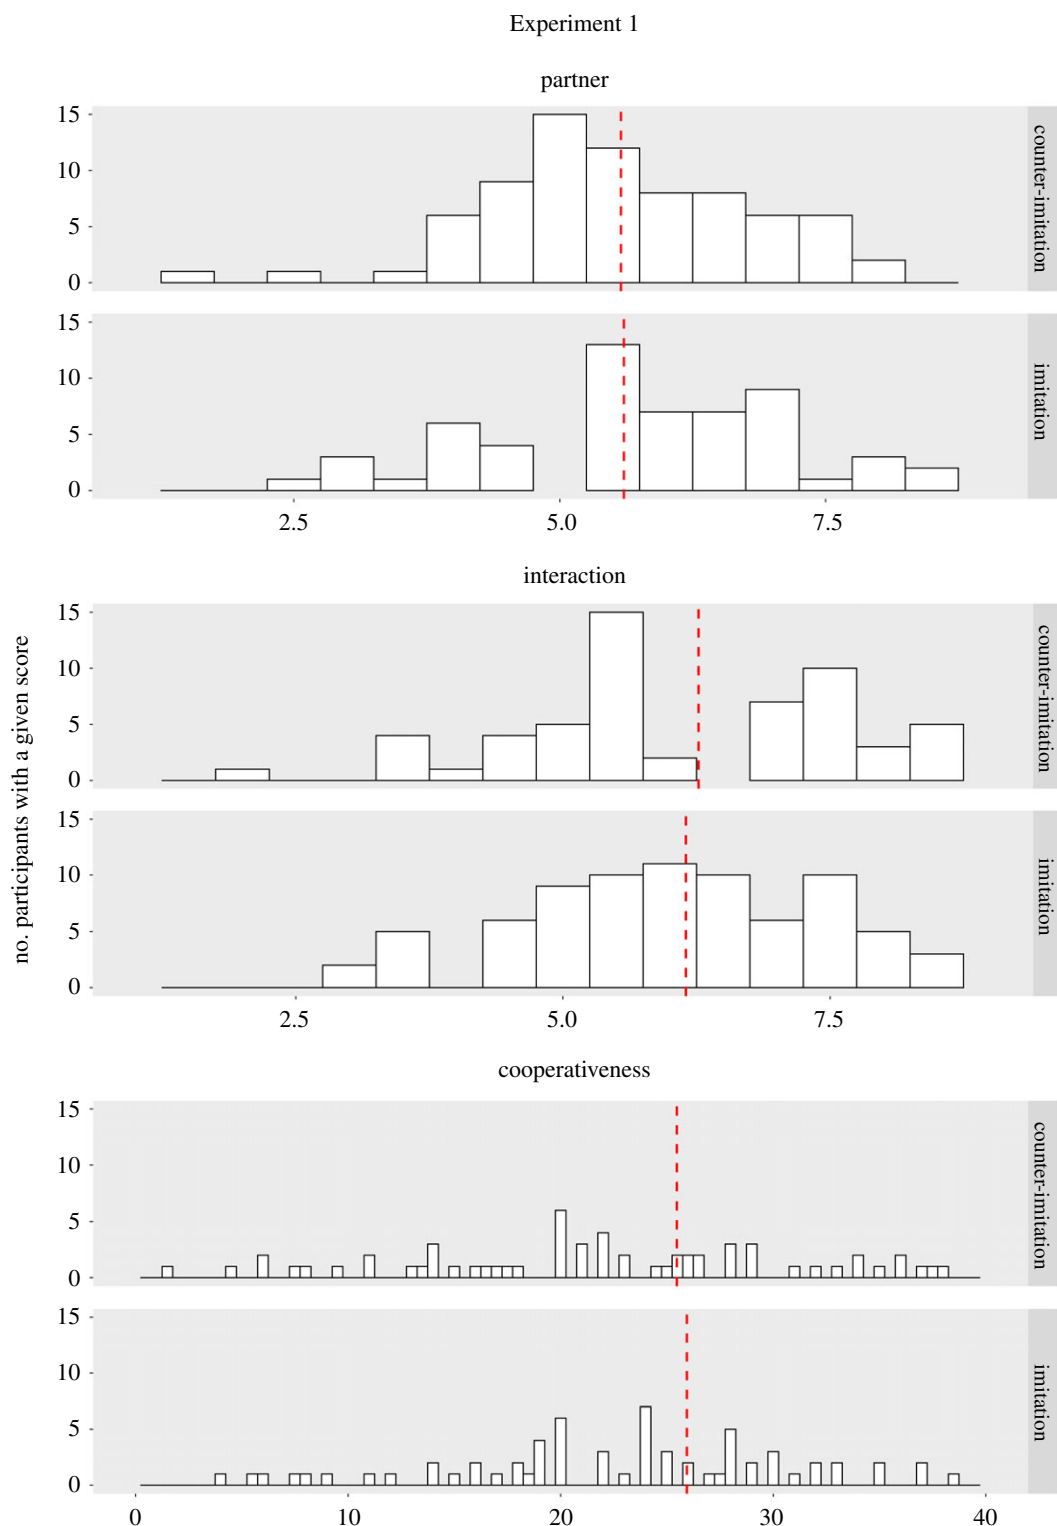 Experiment 1
partner
15
10
5
0
counter-imitation
15
10
5
0
imitation
2.5 5.0 7.5
interaction
no. participants with a given score
15
10
5
0
counter-imitation
15
10
5
0
imitation
2.5 5.0 7.5
cooperativeness
15
10
5
0
counter-imitation
15
10
5
0
imitation
0 10 20 30 40